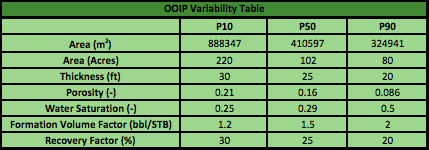 OOIP Variability Table
P10 P50 P90
Area (m²) 888347 410597 324941
Area (Acres) 220 102 80
Thickness (ft) 30 25 20
Porosity (-) 0.21 0.16 0.086
Water Saturation (-) 0.25 0.29 0.5
Formation Volume Factor (bbl/STB) 1.2 1.5 2
Recovery Factor (%) 30 25 20